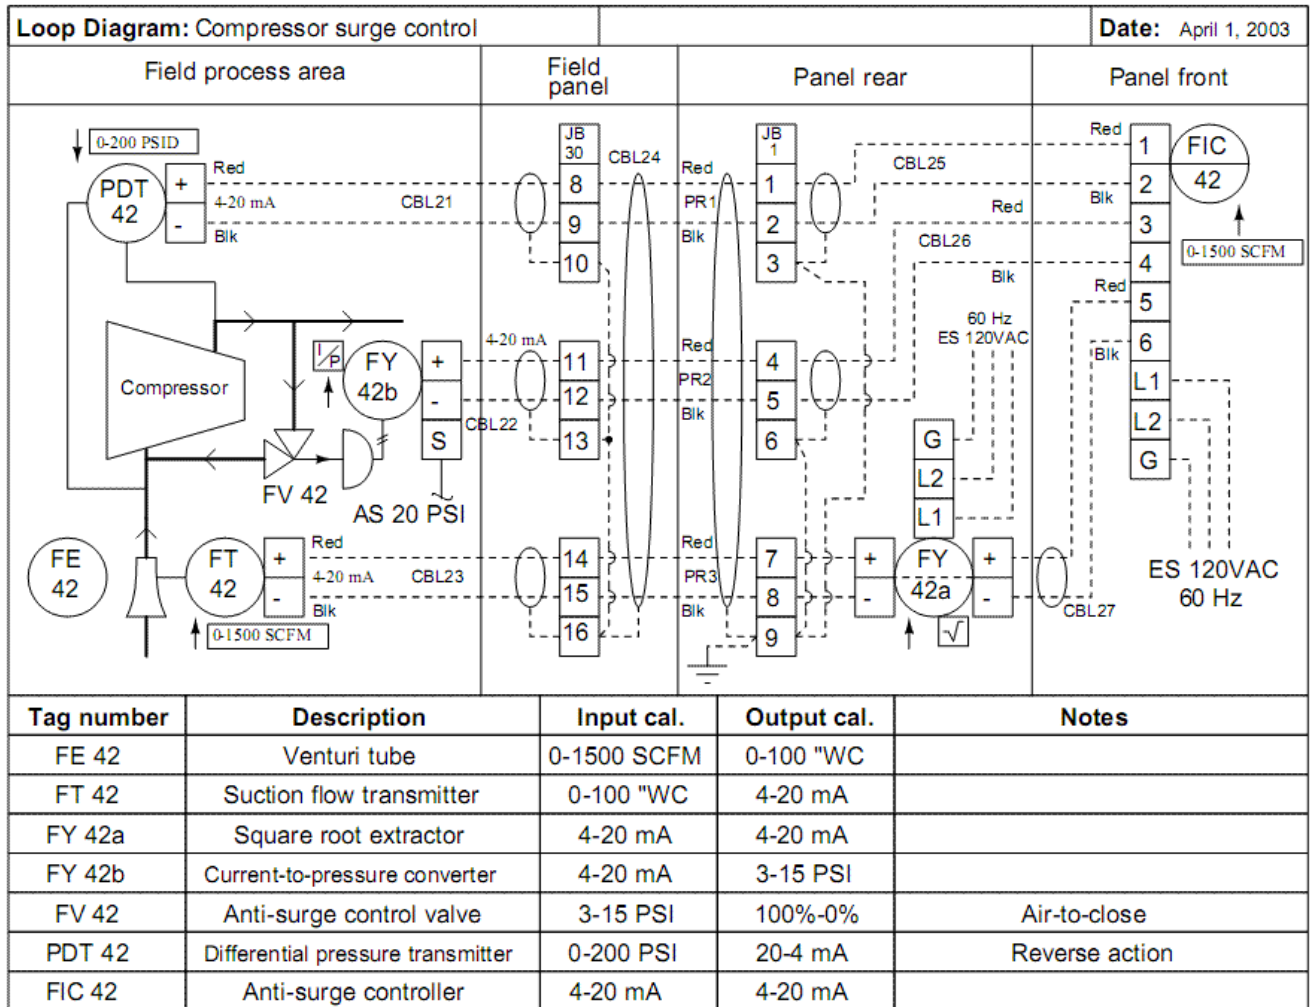 Loop Diagram: Compressor surge control
Date: April 1, 2003
Field process area
Field
panel
Panel rear
Panel front
0-200 PSID
PDT
42
+
-
Red
4-20 mA
Blk
CBL21
JB
30
8
9
10
CBL24
Red
PR1
Blk
JB
1
1
2
3
CBL25
Red
Blk
Red
CBL26
Blk
Red
Blk
1
2
3
4
5
6
L1
L2
G
FIC
42
0-1500 SCFM
Compressor
I/P
FY
42b
+
-
S
4-20 mA
CBL22
FV 42
AS 20 PSI
11
12
13
Red
PR2
Blk
4
5
6
60 Hz
ES 120VAC
G
L2
L1
FE
42
FT
42
+
-
Red
4-20 mA
Blk
CBL23
0-1500 SCFM
14
15
16
Red
PR3
Blk
7
8
9
+
-
FY
42a
+
-
√
CBL27
ES 120VAC
60 Hz
Tag number Description Input cal. Output cal. Notes
FE 42 Venturi tube 0-1500 SCFM 0-100 "WC
FT 42 Suction flow transmitter 0-100 "WC 4-20 mA
FY 42a Square root extractor 4-20 mA 4-20 mA
FY 42b Current-to-pressure converter 4-20 mA 3-15 PSI
FV 42 Anti-surge control valve 3-15 PSI 100%-0% Air-to-close
PDT 42 Differential pressure transmitter 0-200 PSI 20-4 mA Reverse action
FIC 42 Anti-surge controller 4-20 mA 4-20 mA